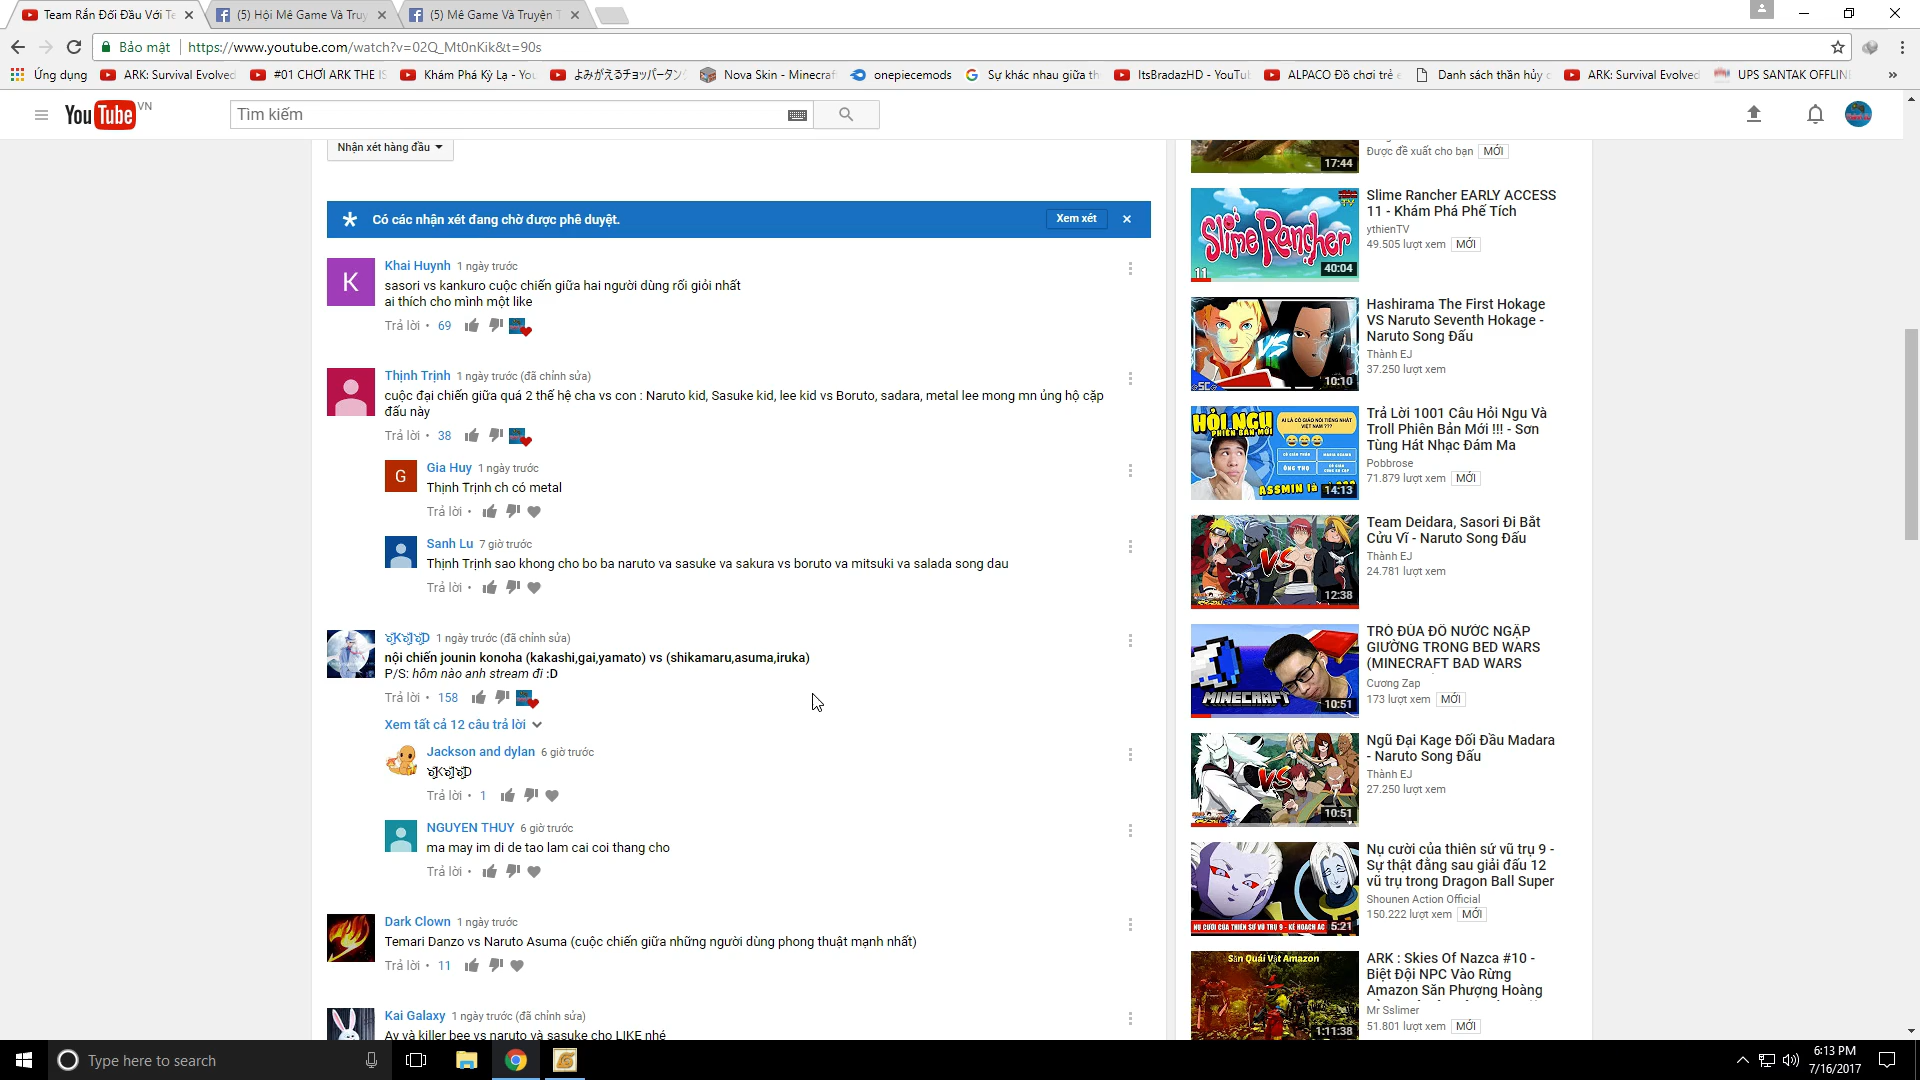 Team Rắn Đối Đầu Với Te
(5) Hội Mê Game Và Truy
(5) Mê Game Và Truyện T
Bảo mật
https://www.youtube.com/watch?v=02Q_Mt0nKik&t=90s
Ứng dụng
ARK: Survival Evolved
#01 CHƠI ARK THE IS
Khám Phá Kỳ Lạ - You
よみがえるチョッパータン
Nova Skin - Minecraf
onepiecemods
Sự khác nhau giữa th
ItsBradazHD - YouTu
ALPACO Đồ chơi trẻ e
Danh sách thần hủy
ARK: Survival Evolved
UPS SANTAK OFFLIN
YouTube VN
Tìm kiếm
Nhận xét hàng đầu
Có các nhận xét đang chờ được phê duyệt.
Xem xét
K
Khai Huynh 1 ngày trước
sasori vs kankuro cuộc chiến giữa hai người dùng rối giỏi nhất
ai thích cho mình một like
Trả lời • 69
Thịnh Trịnh 1 ngày trước (đã chỉnh sửa)
cuộc đại chiến giữa quá 2 thế hệ cha vs con : Naruto kid, Sasuke kid, lee kid vs Boruto, sadara, metal lee mong mn ủng hộ cặp
đấu này
Trả lời • 38
G
Gia Huy 1 ngày trước
Thịnh Trịnh ch có metal
Trả lời •
Sanh Lu 7 giờ trước
Thịnh Trịnh sao khong cho bo ba naruto va sasuke va sakura vs boruto va mitsuki va salada song dau
Trả lời •
1 ngày trước (đã chỉnh sửa)
nội chiến jounin konoha (kakashi,gai,yamato) vs (shikamaru,asuma,iruka)
P/S: hôm nào anh stream đi :D
Trả lời • 158
Xem tất cả 12 câu trả lời
Jackson and dylan 6 giờ trước
Trả lời • 1
NGUYEN THUY 6 giờ trước
ma may im di de tao lam cai coi thang cho
Trả lời •
Dark Clown 1 ngày trước
Temari Danzo vs Naruto Asuma (cuộc chiến giữa những người dùng phong thuật mạnh nhất)
Trả lời • 11
Kai Galaxy 1 ngày trước (đã chỉnh sửa)
Ay và killer bee vs naruto và sasuke cho LIKE nhé
17:44
Được đề xuất cho bạn MỚI
Slime Rancher
11
40:04
Slime Rancher EARLY ACCESS
11 - Khám Phá Phế Tích
ythienTV
49.505 lượt xem MỚI
VS
10:10
Hashirama The First Hokage
VS Naruto Seventh Hokage -
Naruto Song Đấu
Thành EJ
37.250 lượt xem
HỎI NGU
PHIÊN BẢN MỚI
ASSMIN là
14:13
Trả Lời 1001 Câu Hỏi Ngu Và
Troll Phiên Bản Mới !!! - Sơn
Tùng Hát Nhạc Đám Ma
Pobbrose
71.879 lượt xem MỚI
VS
12:38
Team Deidara, Sasori Đi Bắt
Cửu Vĩ - Naruto Song Đấu
Thành EJ
24.781 lượt xem
MINECRAFT
10:51
TRÒ ĐÙA ĐỔ NƯỚC NGẬP
GIƯỜNG TRONG BED WARS
(MINECRAFT BAD WARS
Cương Zap
173 lượt xem MỚI
VS
10:51
Ngũ Đại Kage Đối Đầu Madara
- Naruto Song Đấu
Thành EJ
27.250 lượt xem
NỤ CƯỜI CỦA THIÊN SỨ VŨ TRỤ 9 - KẾ HOẠCH ÁC
5:21
Nụ cười của thiên sứ vũ trụ 9 -
Sự thật đằng sau giải đấu 12
vũ trụ trong Dragon Ball Super
Shounen Action Official
150.222 lượt xem MỚI
Săn Quái Vật Amazon
1:11:38
ARK : Skies Of Nazca #10 -
Biệt Đội NPC Vào Rừng
Amazon Săn Phượng Hoàng
Mr Sslimer
51.801 lượt xem MỚI
Type here to search
6:13 PM
7/16/2017